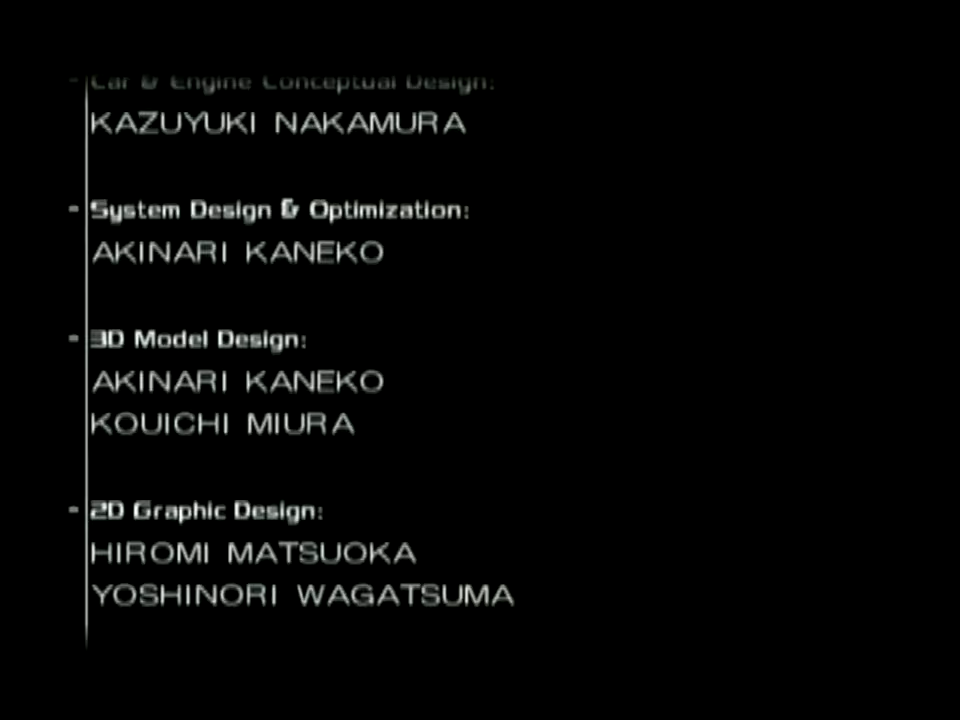 Car & Engine Conceptual Design:
KAZUYUKI NAKAMURA
System Design & Optimization:
AKINARI KANEKO
3D Model Design:
AKINARI KANEKO
KOUICHI MIURA
2D Graphic Design:
HIROMI MATSUOKA
YOSHINORI WAGATSUMA